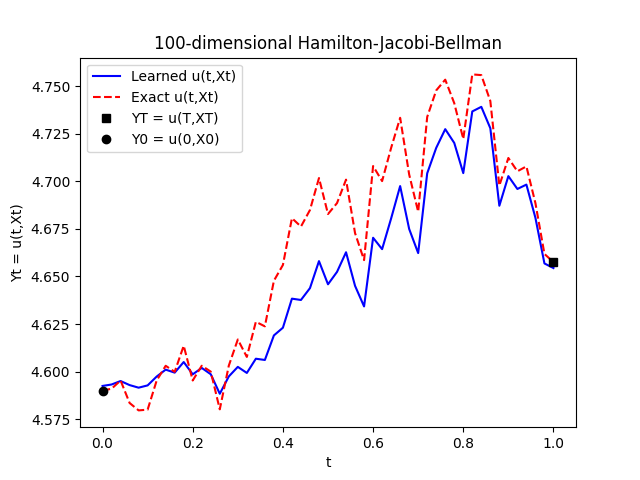 100-dimensional Hamilton-Jacobi-Bellman
Learned u(t,Xt)
Exact u(t,Xt)
YT = u(T,XT)
Y0 = u(0,X0)
Yt = u(t,Xt)
4.750
4.725
4.700
4.675
4.650
4.625
4.600
4.575
0.0 0.2 0.4 0.6 0.8 1.0
t